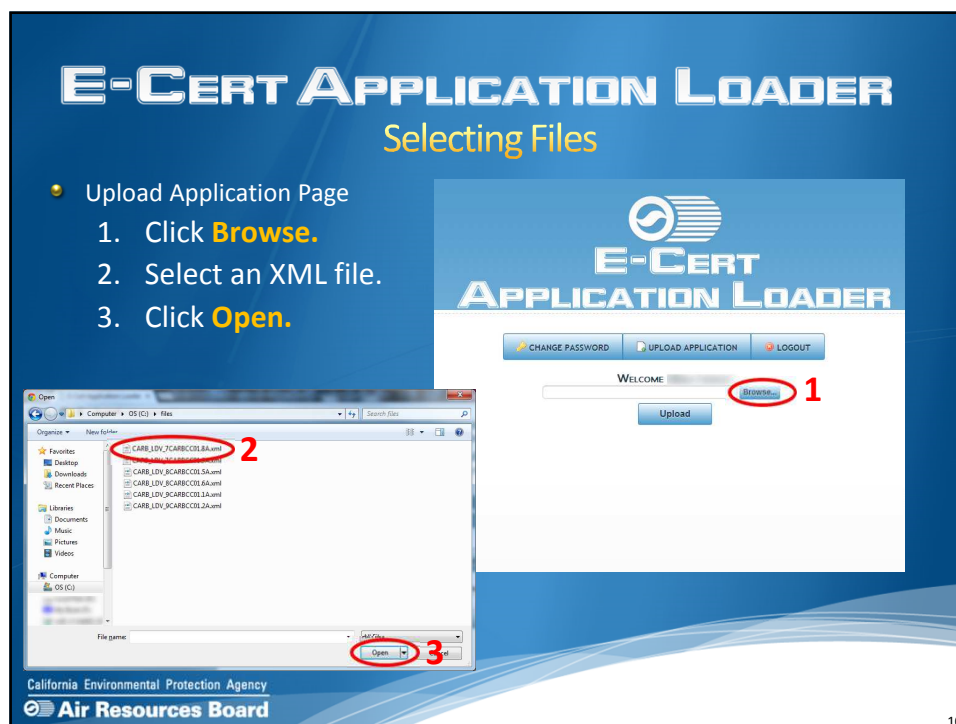 E-CERT APPLICATION LOADER
Selecting Files
Upload Application Page
1. Click Browse.
2. Select an XML file.
3. Click Open.
E-CERT
APPLICATION LOADER
CHANGE PASSWORD UPLOAD APPLICATION LOGOUT
WELCOME
Browse... 1
Upload
Open
Computer ▸ OS (C:) ▸ files Search files
Organize New folder
Favorites
Desktop
Downloads
Recent Places
Libraries
Documents
Music
Pictures
Videos
Computer
OS (C:)
CARB_LDV_7CARBCC01.8A.xml 2
CARB_LDV_8CARBCC01.5A.xml
CARB_LDV_8CARBCC01.6A.xml
CARB_LDV_9CARBCC01.1A.xml
CARB_LDV_9CARBCC01.2A.xml
File name:
Open 3
California Environmental Protection Agency
Air Resources Board